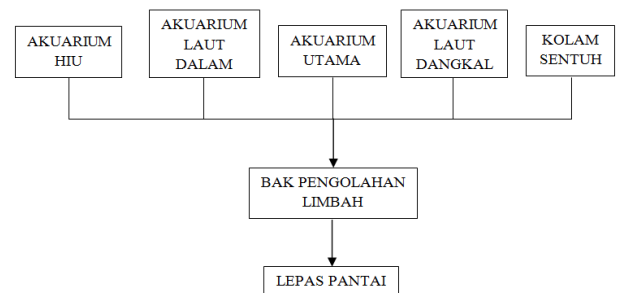 AKUARIUM
HIU
AKUARIUM
LAUT
DALAM
AKUARIUM
UTAMA
AKUARIUM
LAUT
DANGKAL
KOLAM
SENTUH
BAK PENGOLAHAN
LIMBAH
LEPAS PANTAI